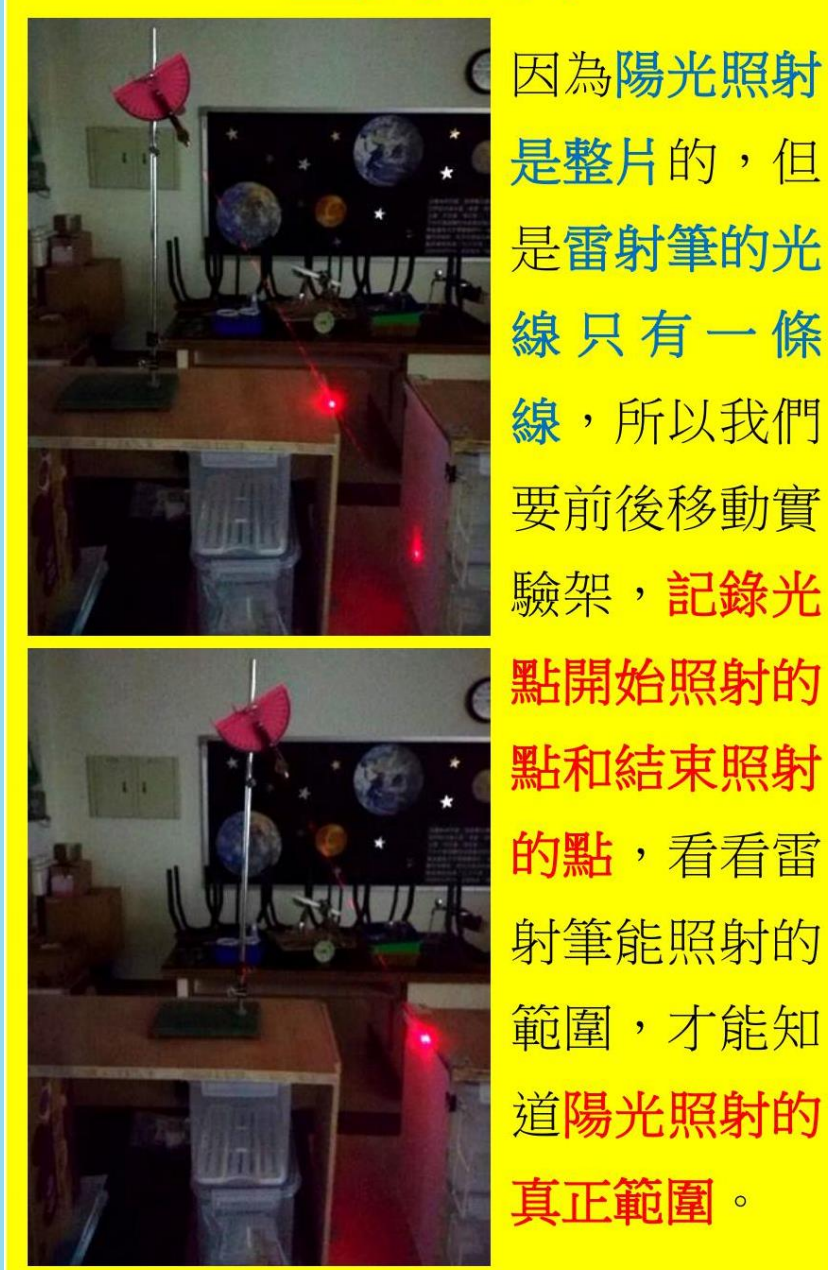 因為陽光照射
是整片的，但
是雷射筆的光
線只有一條
線，所以我們
要前後移動實
驗架，記錄光
點開始照射的
點和結束照射
的點，看看雷
射筆能照射的
範圍，才能知
道陽光照射的
真正範圍。